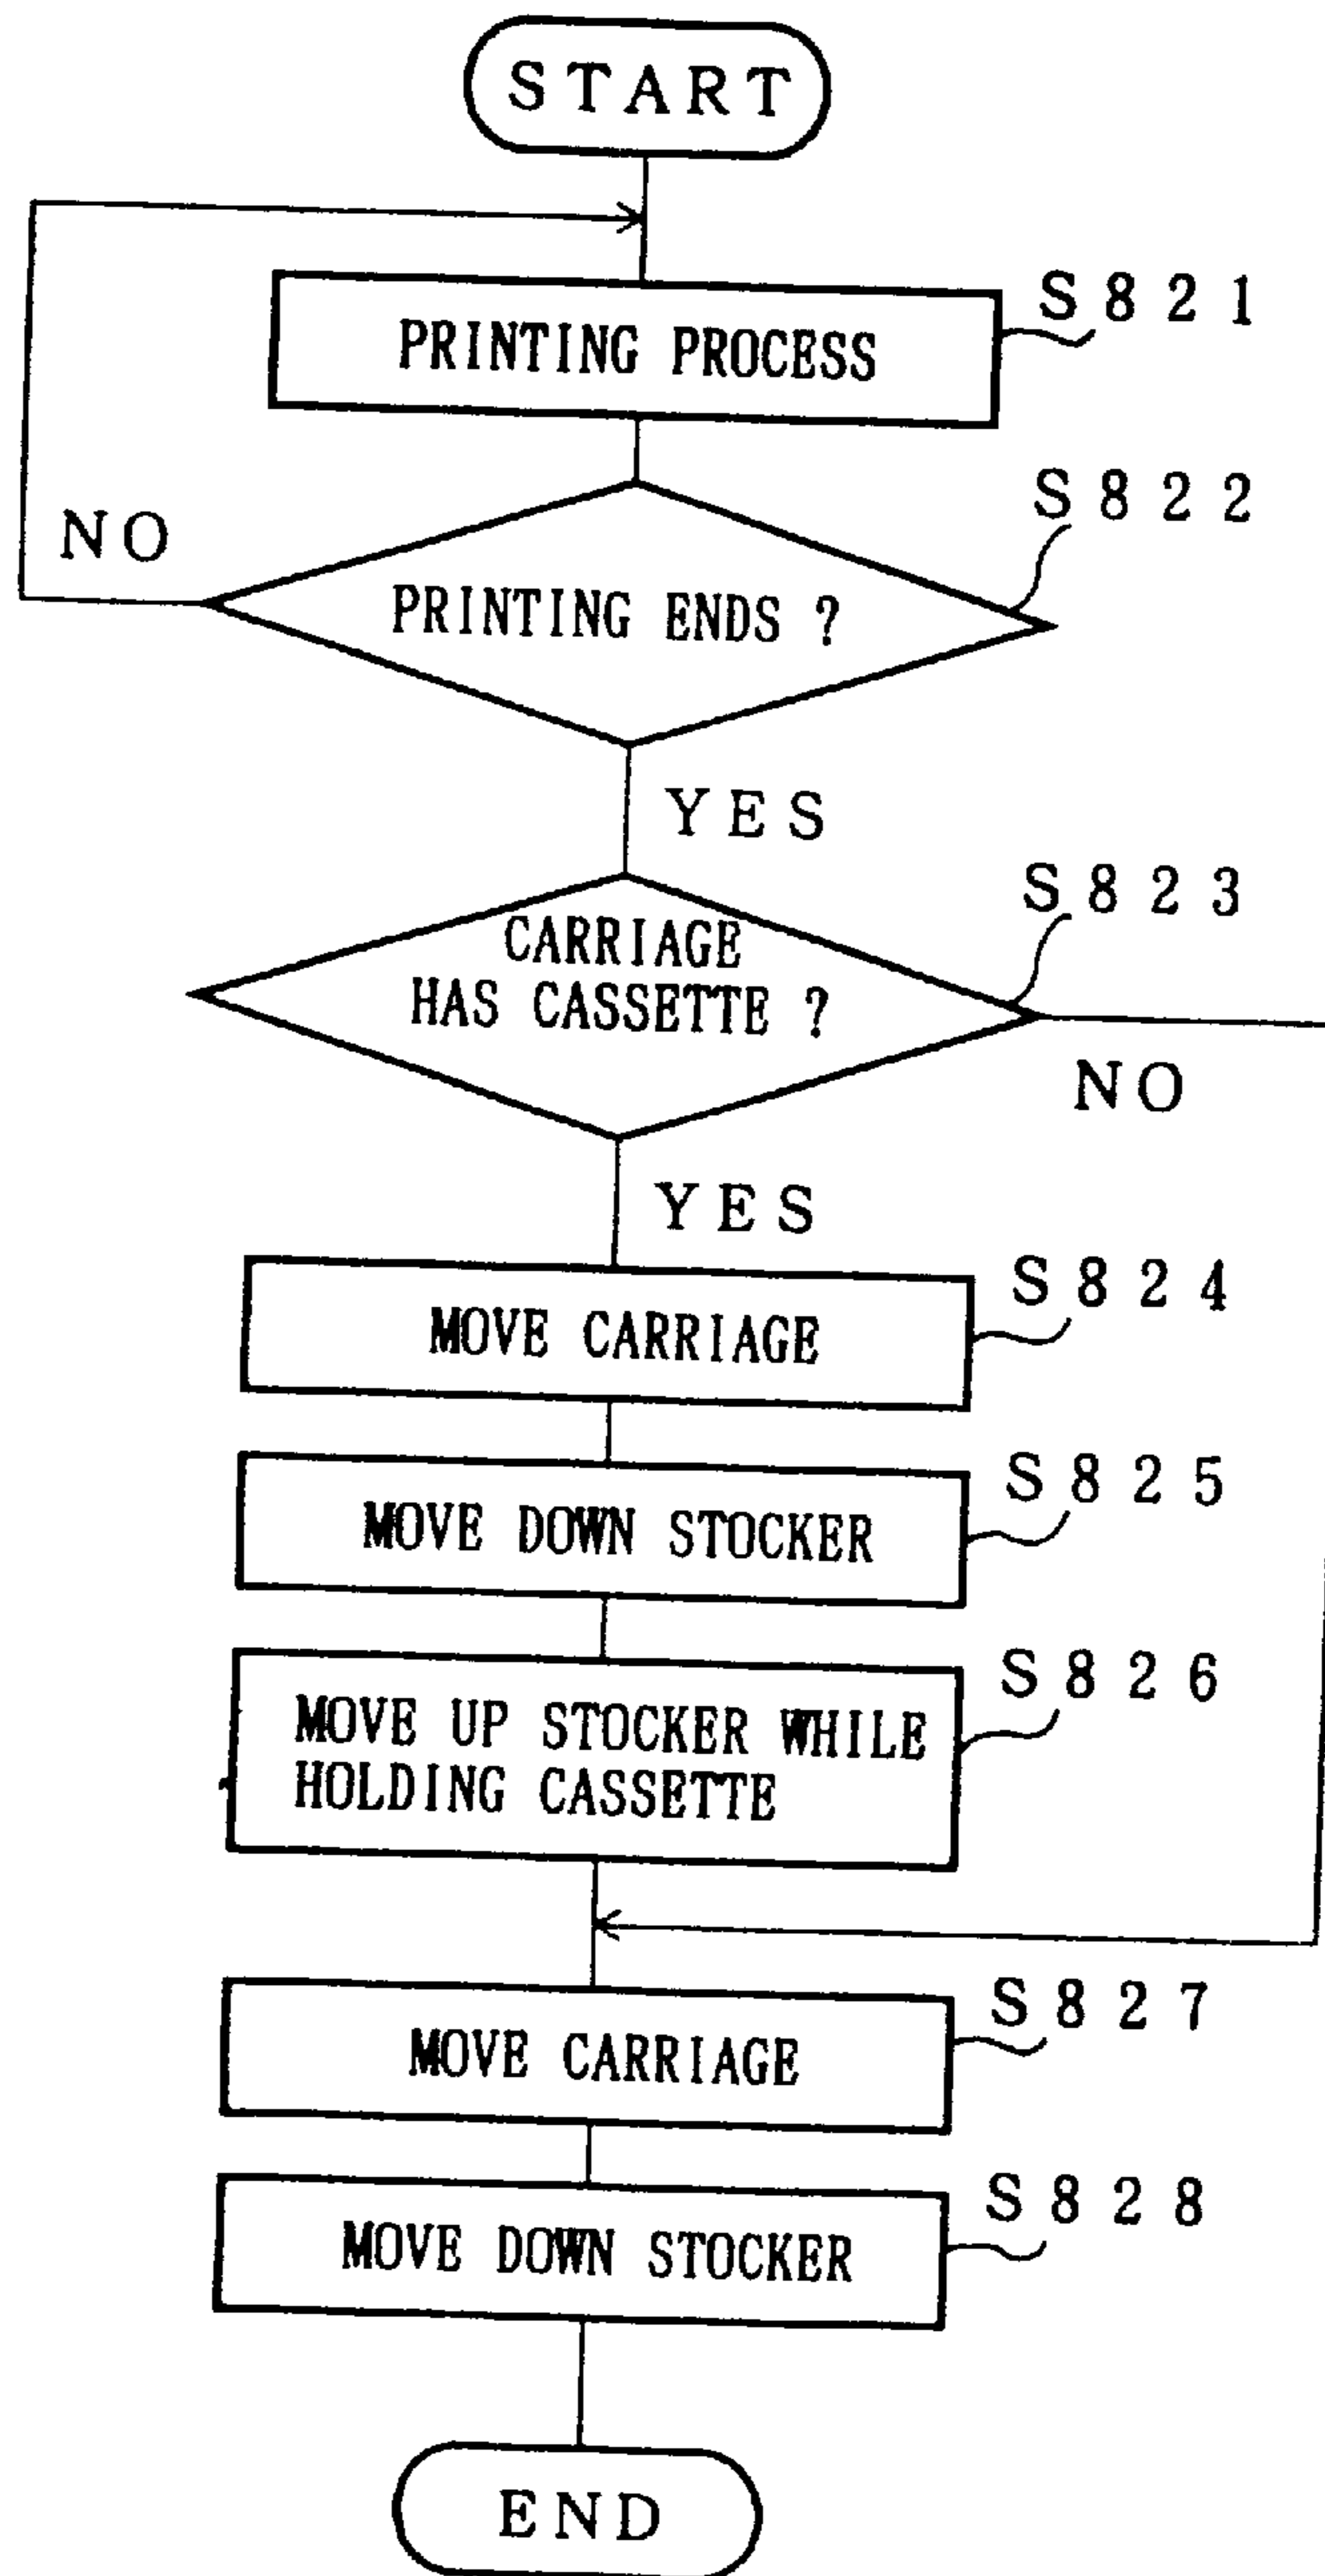 START
PRINTING PROCESS
S821
NO
PRINTING ENDS ?
S822
YES
CARRIAGE
HAS CASSETTE ?
S823
NO
YES
MOVE CARRIAGE
S824
MOVE DOWN STOCKER
S825
MOVE UP STOCKER WHILE
HOLDING CASSETTE
S826
MOVE CARRIAGE
S827
MOVE DOWN STOCKER
S828
END